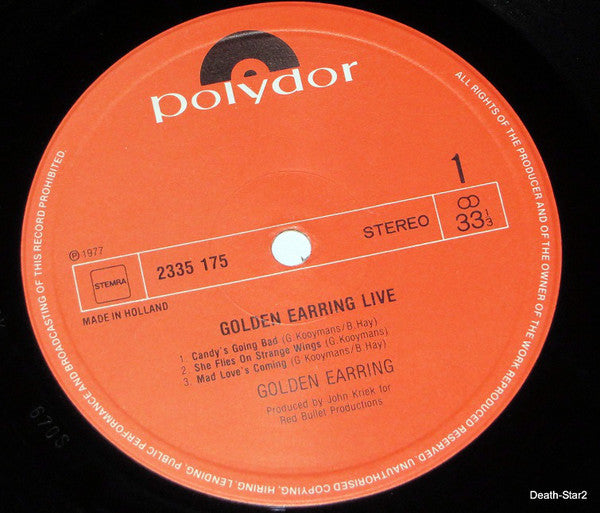 polydor
1
STEREO
33 1/3
℗ 1977
STEMRA
2335 175
MADE IN HOLLAND
GOLDEN EARRING LIVE
1. Candy's Going Bad (G.Kooymans/B.Hay)
2. She Flies On Strange Wings (G.Kooymans)
3. Mad Love's Coming (G.Kooymans/B.Hay)
GOLDEN EARRING
Produced by John Kriek for
Red Bullet Productions
ALL RIGHTS OF THE PRODUCER AND OF THE OWNER OF THE WORK REPRODUCED RESERVED. UNAUTHORISED COPYING, HIRING, LENDING, PUBLIC PERFORMANCE AND BROADCASTING OF THIS RECORD PROHIBITED.
Death-Star2